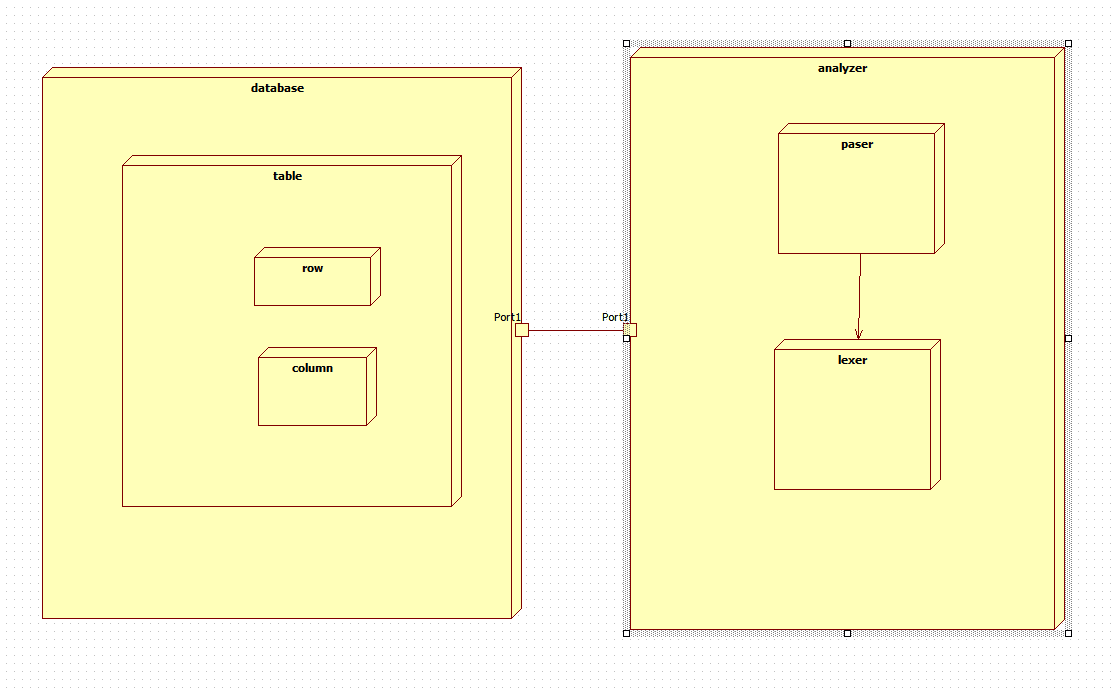 database
table
row
column
Port1
Port1
analyzer
paser
lexer